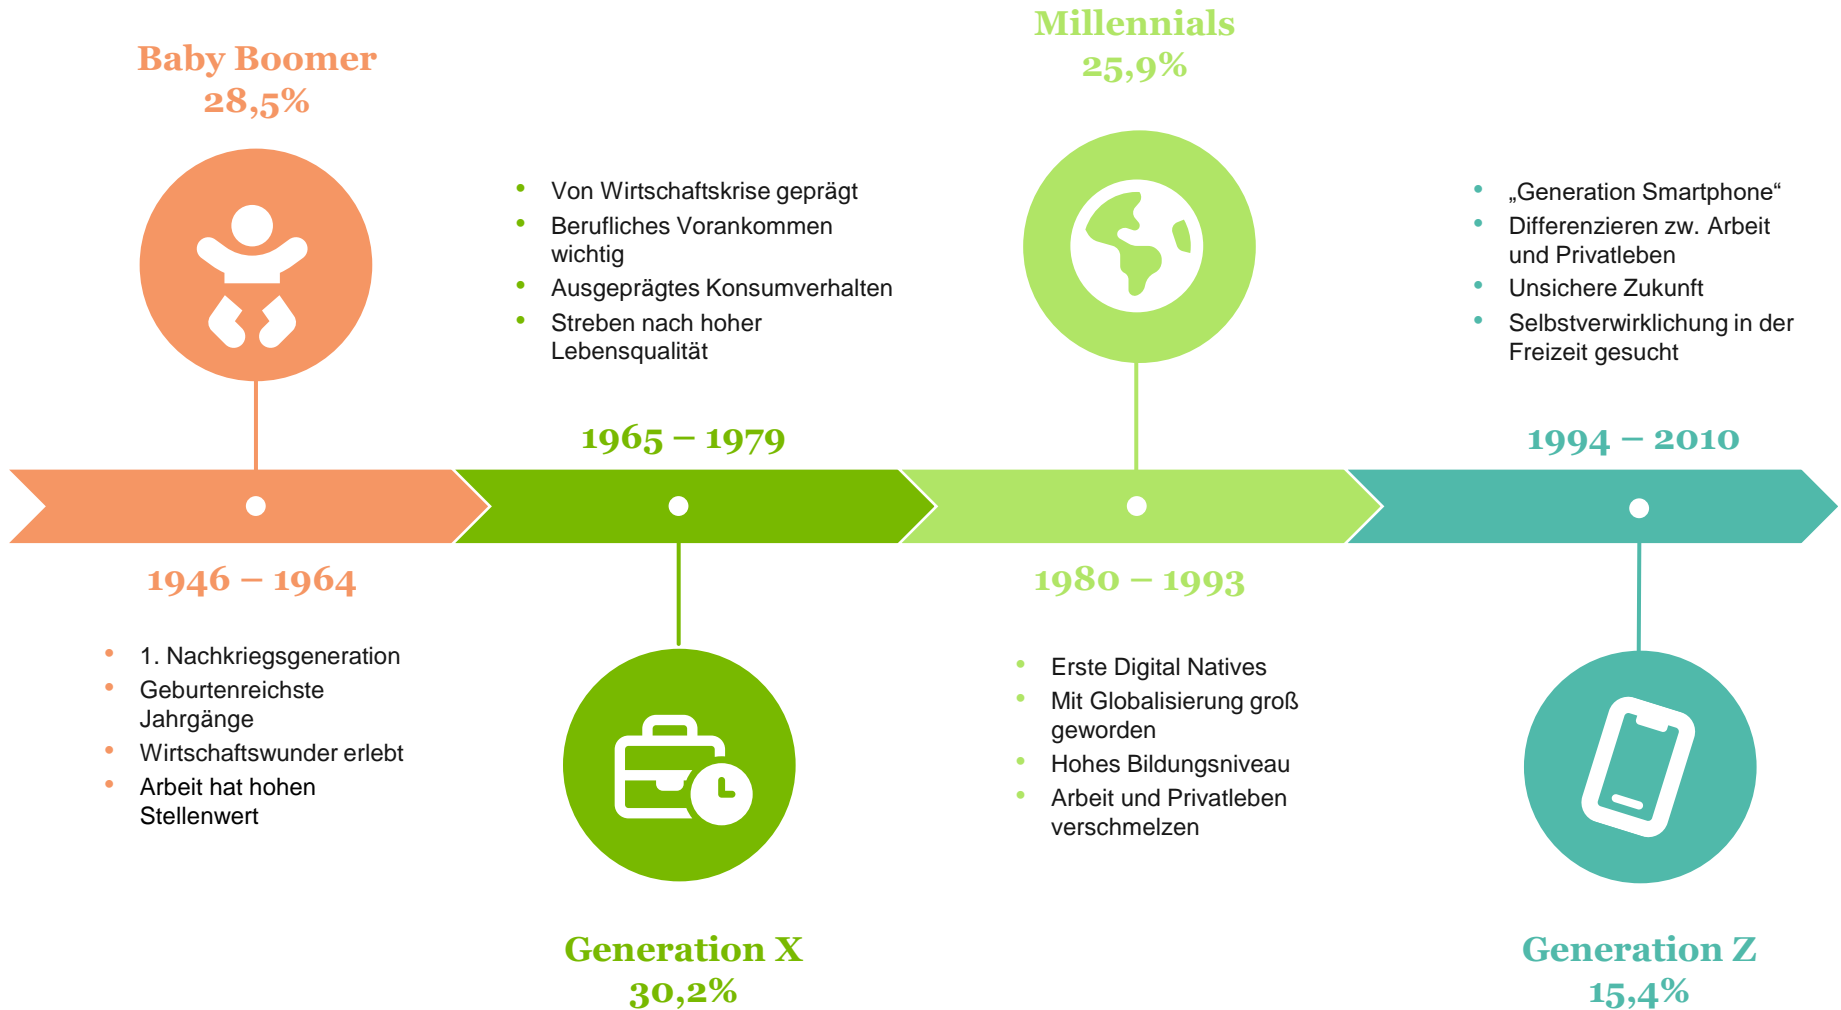 Baby Boomer
28,5%
1946 – 1964
1. Nachkriegsgeneration
Geburtenreichste
Jahrgänge
Wirtschaftswunder erlebt
Arbeit hat hohen
Stellenwert
Von Wirtschaftskrise geprägt
Berufliches Vorankommen
wichtig
Ausgeprägtes Konsumverhalten
Streben nach hoher
Lebensqualität
1965 – 1979
Generation X
30,2%
Millennials
25,9%
1980 – 1993
Erste Digital Natives
Mit Globalisierung groß
geworden
Hohes Bildungsniveau
Arbeit und Privatleben
verschmelzen
„Generation Smartphone“
Differenzieren zw. Arbeit
und Privatleben
Unsichere Zukunft
Selbstverwirklichung in der
Freizeit gesucht
1994 – 2010
Generation Z
15,4%